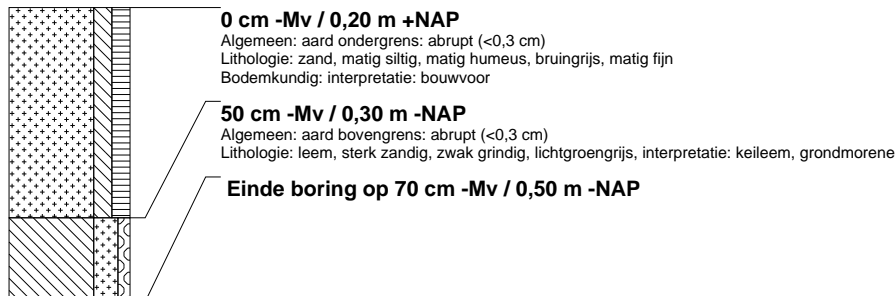 0 cm -Mv / 0,20 m +NAP
Algemeen: aard ondergrens: abrupt (<0,3 cm)
Lithologie: zand, matig siltig, matig humeus, bruingrijs, matig fijn
Bodemkundig: interpretatie: bouwvoor
50 cm -Mv / 0,30 m -NAP
Algemeen: aard bovengrens: abrupt (<0,3 cm)
Lithologie: leem, sterk zandig, zwak grindig, lichtgroengrijs, interpretatie: keileem, grondmorene
Einde boring op 70 cm -Mv / 0,50 m -NAP